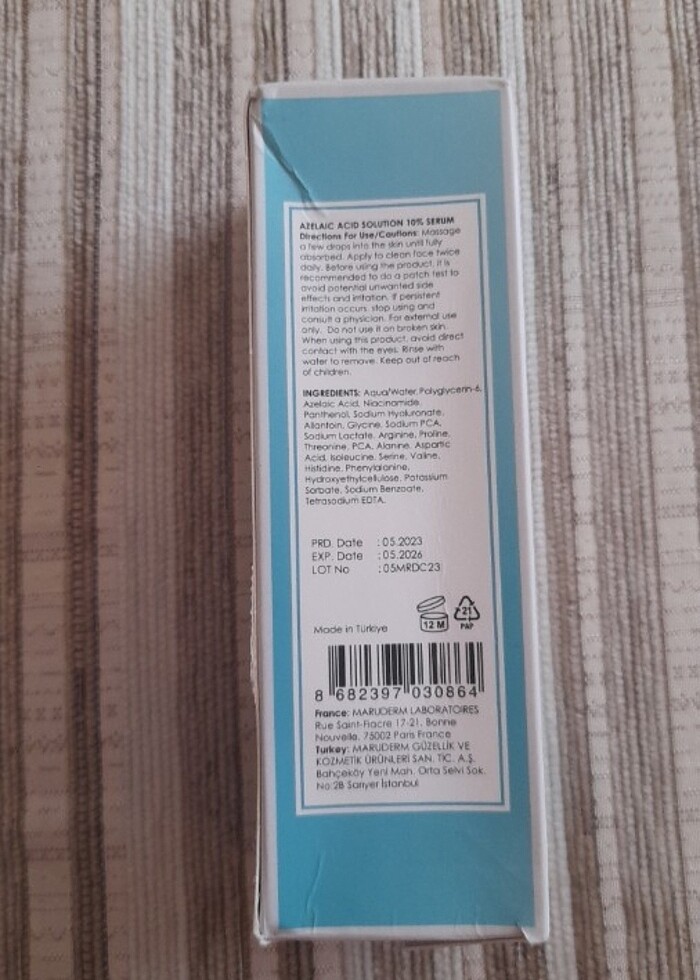 AZELAIC ACID SOLUTION 10% SERUM
Directions For Use/Cautions: Massage
a few drops into the skin until fully
absorbed. Apply to clean face twice
daily. Before using the product, it is
recommended to do a patch test to
avoid potential unwanted side
effects and irritation. If persistent
irritation occurs, stop using and
consult a physician. For external use
only. Do not use it on broken skin.
When using this product, avoid direct
contact with the eyes. Rinse with
water to remove. Keep out of reach
of children.
INGREDIENTS: Aqua/Water, Polyglycerin-6,
Azelaic Acid, Niacinamide,
Panthenol, Sodium Hyaluronate,
Allantoin, Glycine, Sodium PCA,
Sodium Lactate, Arginine, Proline,
Threonine, PCA, Alanine, Aspartic
Acid, Isoleucine, Serine, Valine,
Histidine, Phenylalanine,
Hydroxyethylcellulose, Potassium
Sorbate, Sodium Benzoate,
Tetrasodium EDTA.
PRD. Date : 05.2023
EXP. Date : 05.2026
LOT No : 05MRDC23
12 M
21
PAP
Made in Türkiye
8 682397 030864
France: MARUDERM LABORATOIRES
Rue Saint-Fiacre 17-21, Bonne
Nouvelle, 75002 Paris France
Turkey: MARUDERM GÜZELLİK VE
KOZMETİK ÜRÜNLERİ SAN. TİC. A.Ş.
Bahçeköy Yeni Mah. Orta Selvi Sok.
No:2B Sarıyer İstanbul